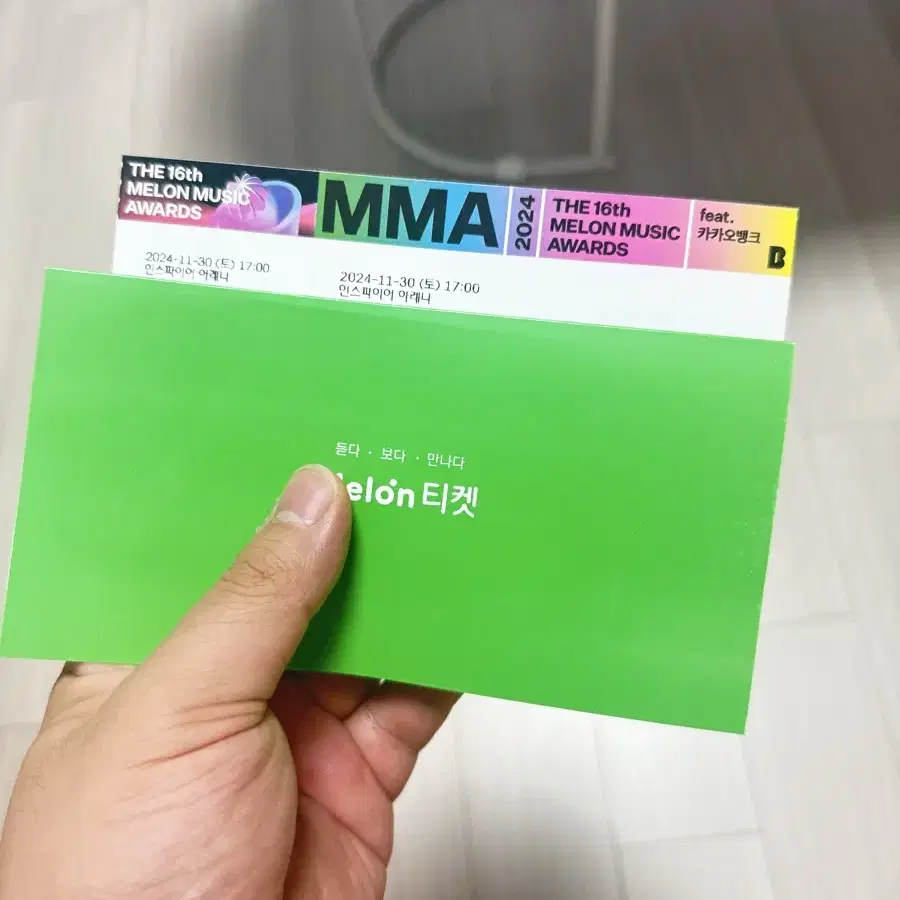 THE 16th
MELON MUSIC
AWARDS
MMA
2024
THE 16th
MELON MUSIC
AWARDS
feat.
카카오뱅크
B
2024-11-30 (토) 17:00
인스파이어 아레나
2024-11-30 (토) 17:00
인스파이어 아레나
듣다 · 보다 · 만나다
elon 티켓